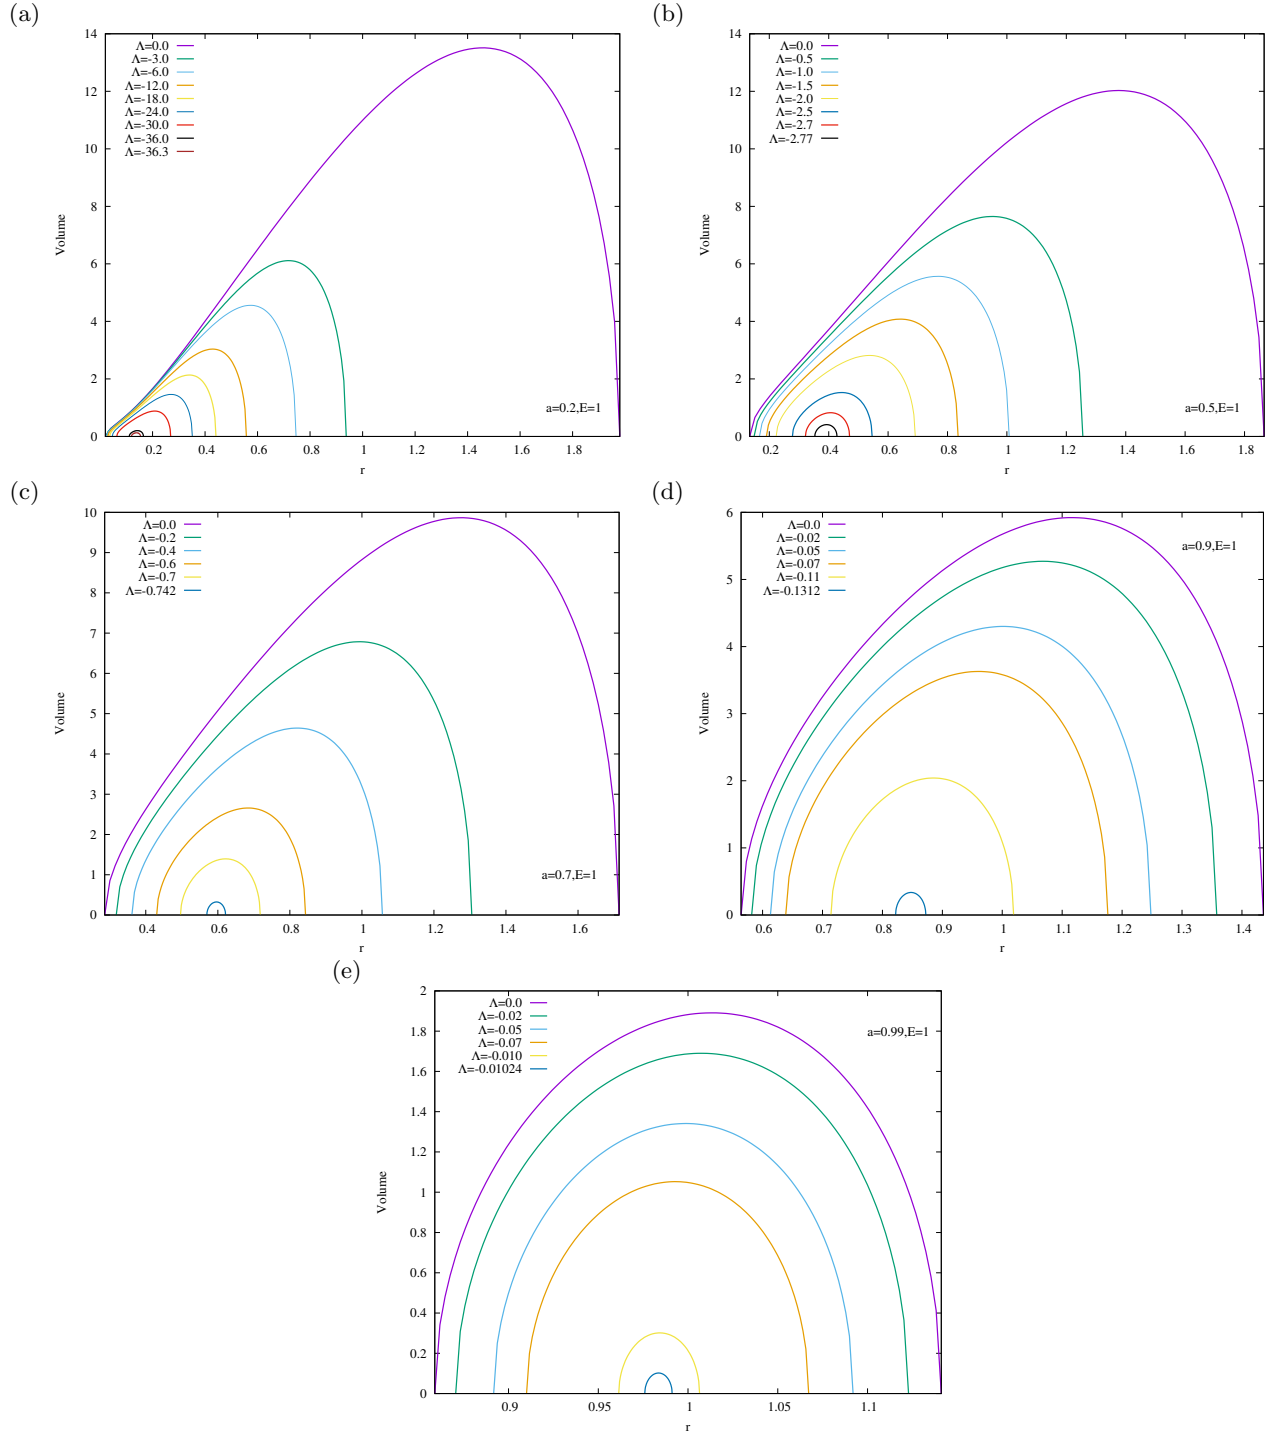 (a)
14
12
10
8
6
4
2
0
Volume
Λ=0.0
Λ=-3.0
Λ=-6.0
Λ=-12.0
Λ=-18.0
Λ=-24.0
Λ=-30.0
Λ=-36.0
Λ=-36.3
a=0.2,E=1
0.2 0.4 0.6 0.8 1 1.2 1.4 1.6 1.8
r
(b)
14
12
10
8
6
4
2
0
Volume
Λ=0.0
Λ=-0.5
Λ=-1.0
Λ=-1.5
Λ=-2.0
Λ=-2.5
Λ=-2.7
Λ=-2.77
a=0.5,E=1
0.2 0.4 0.6 0.8 1 1.2 1.4 1.6 1.8
r
(c)
10
9
8
7
6
5
4
3
2
1
0
Volume
Λ=0.0
Λ=-0.2
Λ=-0.4
Λ=-0.6
Λ=-0.7
Λ=-0.742
a=0.7,E=1
0.4 0.6 0.8 1 1.2 1.4 1.6
r
(d)
6
5
4
3
2
1
0
Volume
Λ=0.0
Λ=-0.02
Λ=-0.05
Λ=-0.07
Λ=-0.11
Λ=-0.1312
a=0.9,E=1
0.6 0.7 0.8 0.9 1 1.1 1.2 1.3 1.4
r
(e)
2
1.8
1.6
1.4
1.2
1
0.8
0.6
0.4
0.2
0
Volume
Λ=0.0
Λ=-0.02
Λ=-0.05
Λ=-0.07
Λ=-0.010
Λ=-0.01024
a=0.99,E=1
0.9 0.95 1 1.05 1.1
r